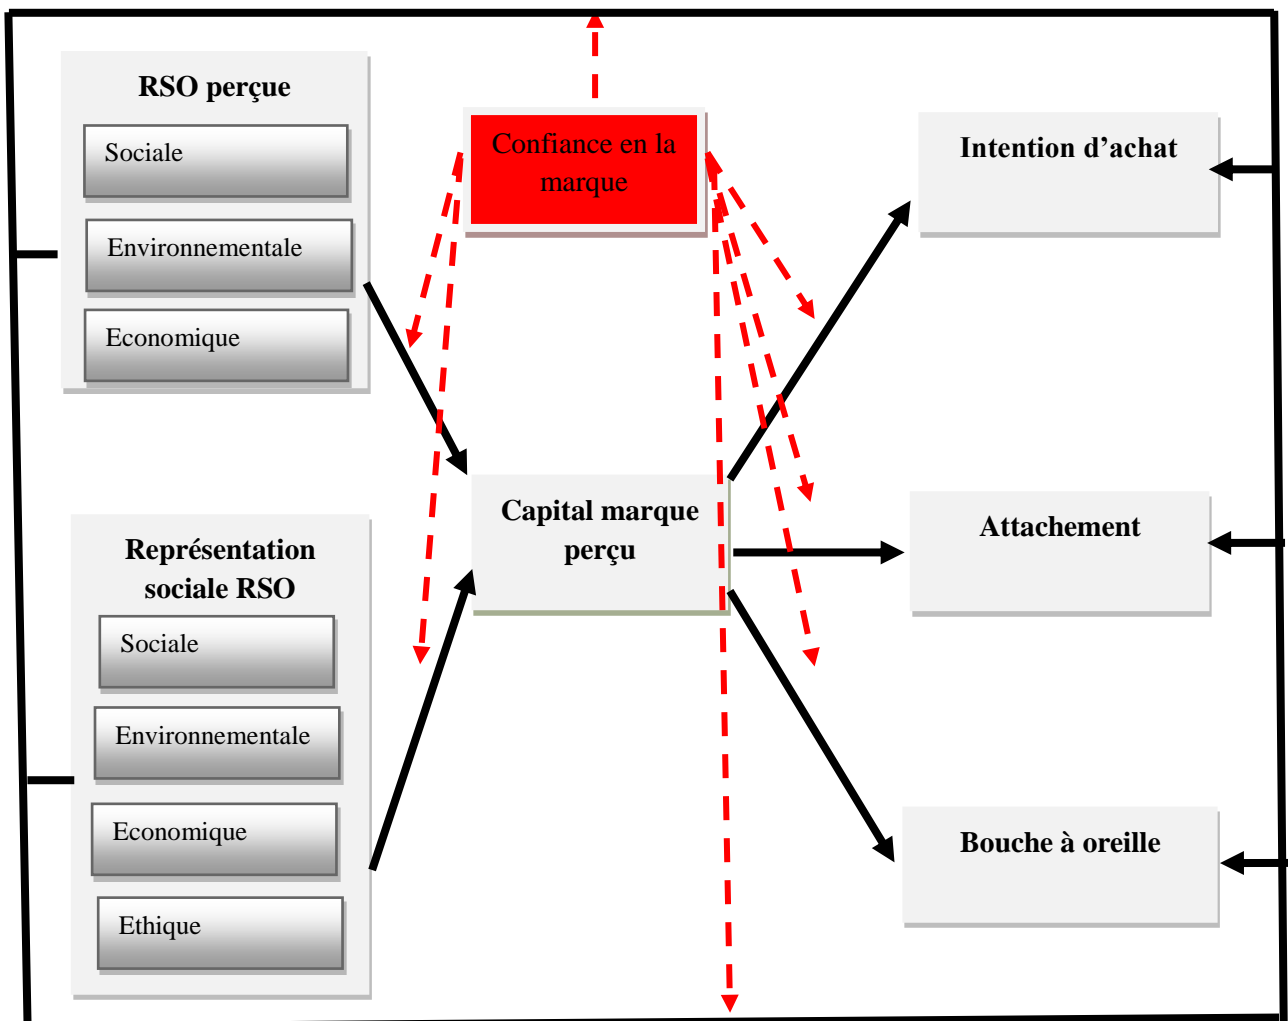 RSO perçue
Sociale
Environnementale
Economique
Confiance en la
marque
Intention d’achat
Capital marque
perçu
Attachement
Représentation
sociale RSO
Sociale
Environnementale
Economique
Ethique
Bouche à oreille